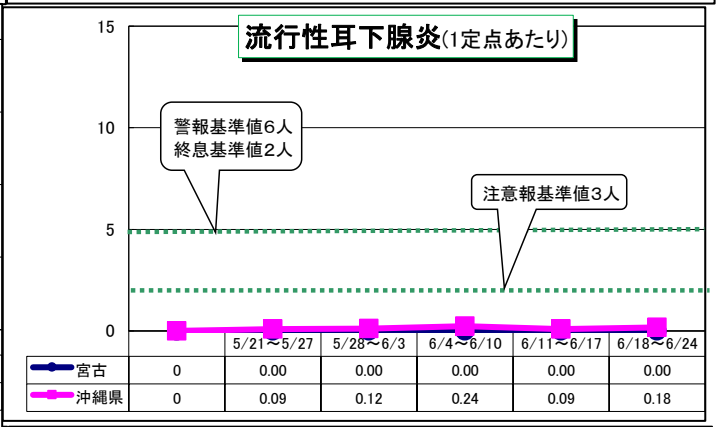 流行性耳下腺炎(1定点あたり)
15
警報基準値6人
終息基準値2人
10
注意報基準値3人
5
0
5/21～5/27 5/28～6/3 6/4～6/10 6/11～6/17 6/18～6/24
宮古 0 0.00 0.00 0.00 0.00 0.00
沖縄県 0 0.09 0.12 0.24 0.09 0.18